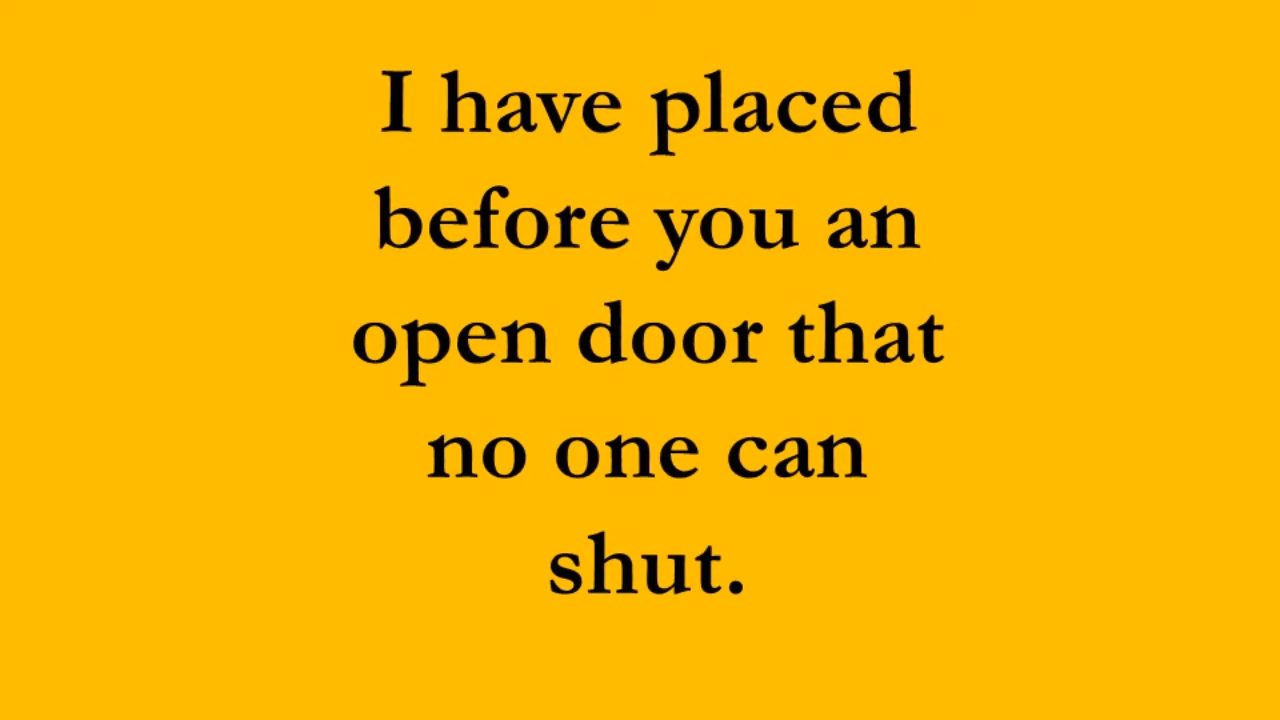 I have placed
before you an
open door that
no one can
shut.